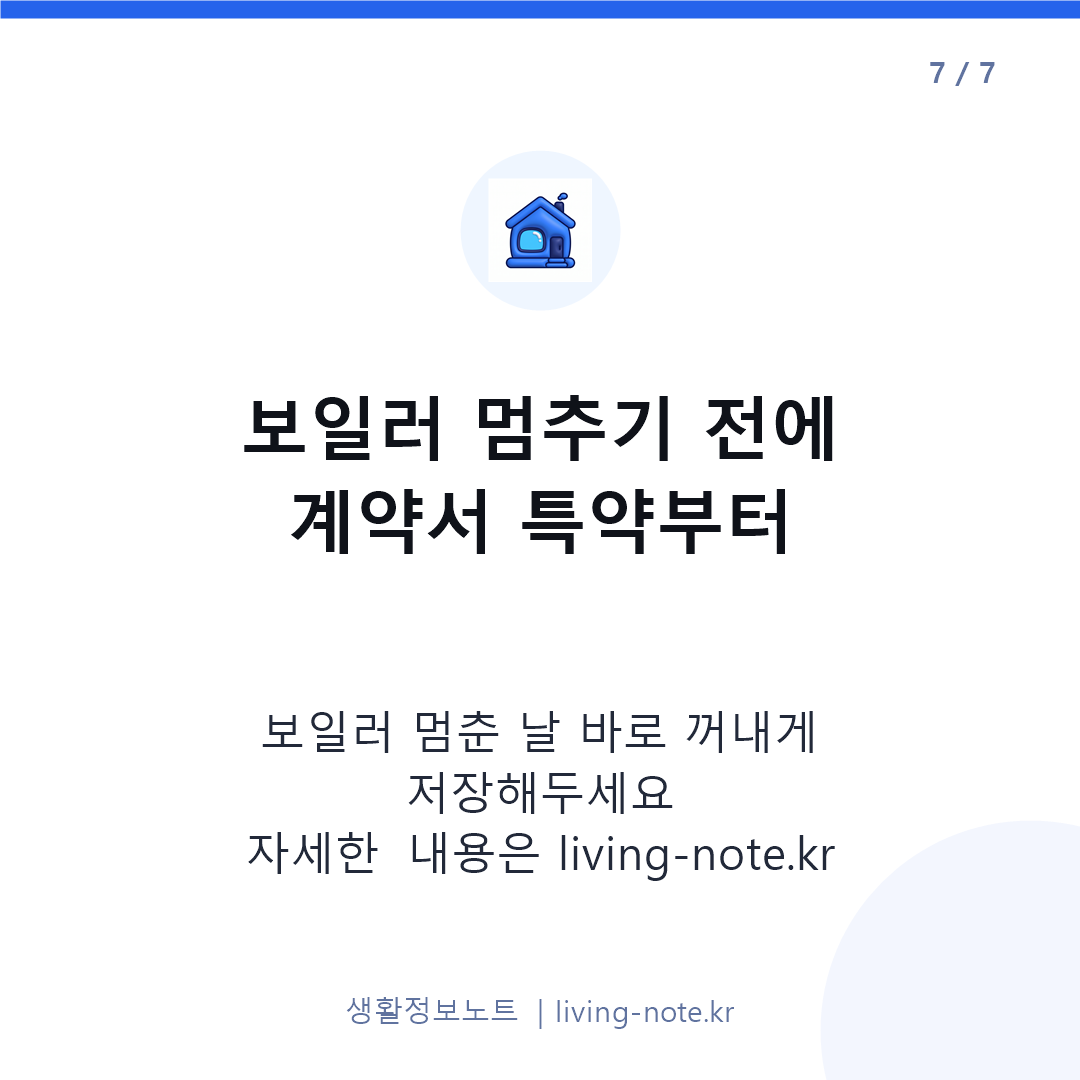 7 / 7
보일러 멈추기 전에
계약서 특약부터
보일러 멈춘 날 바로 꺼내게
저장해두세요
자세한 내용은 living-note.kr
생활정보노트 | living-note.kr